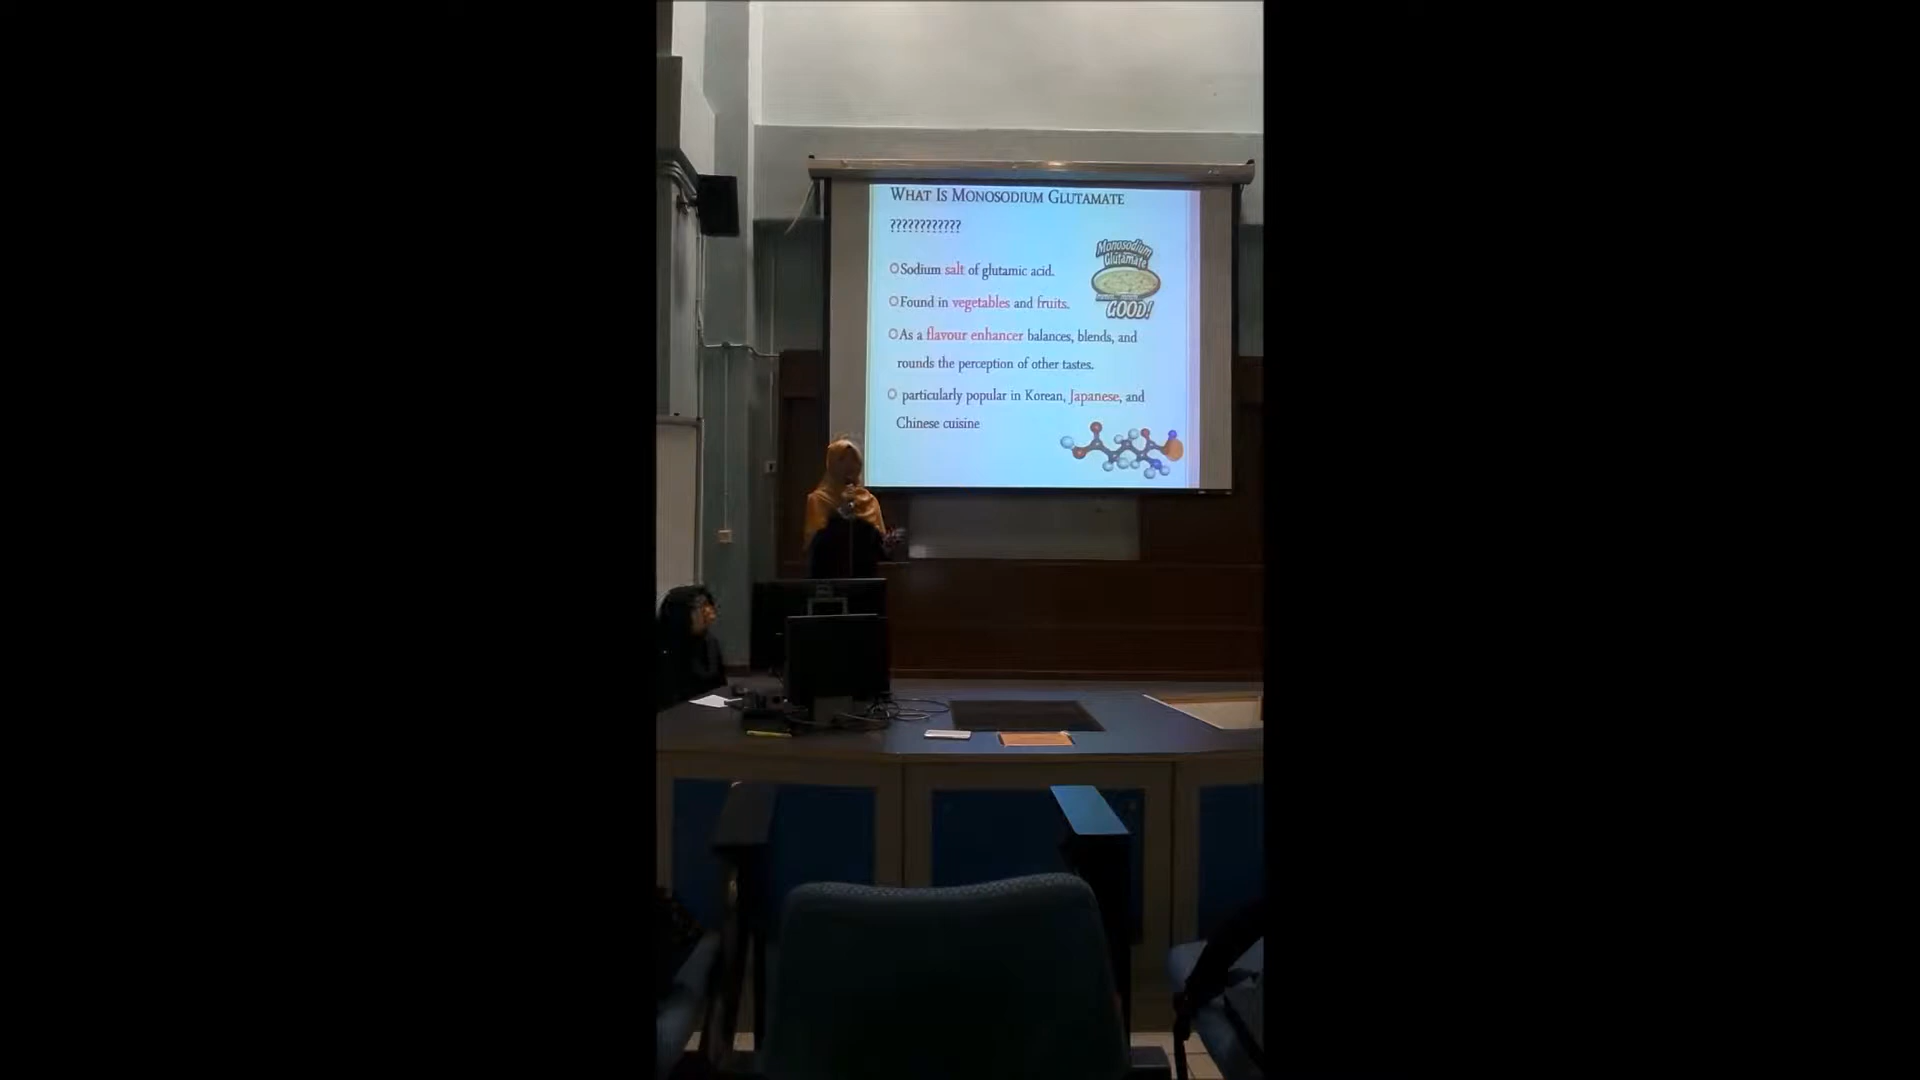 WHAT IS MONOSODIUM GLUTAMATE
????????????
Sodium salt of glutamic acid.
Found in vegetables and fruits.
As a flavour enhancer balances, blends, and
rounds the perception of other tastes.
particularly popular in Korean, Japanese, and
Chinese cuisine
Monosodium
Glutamate
GOOD!